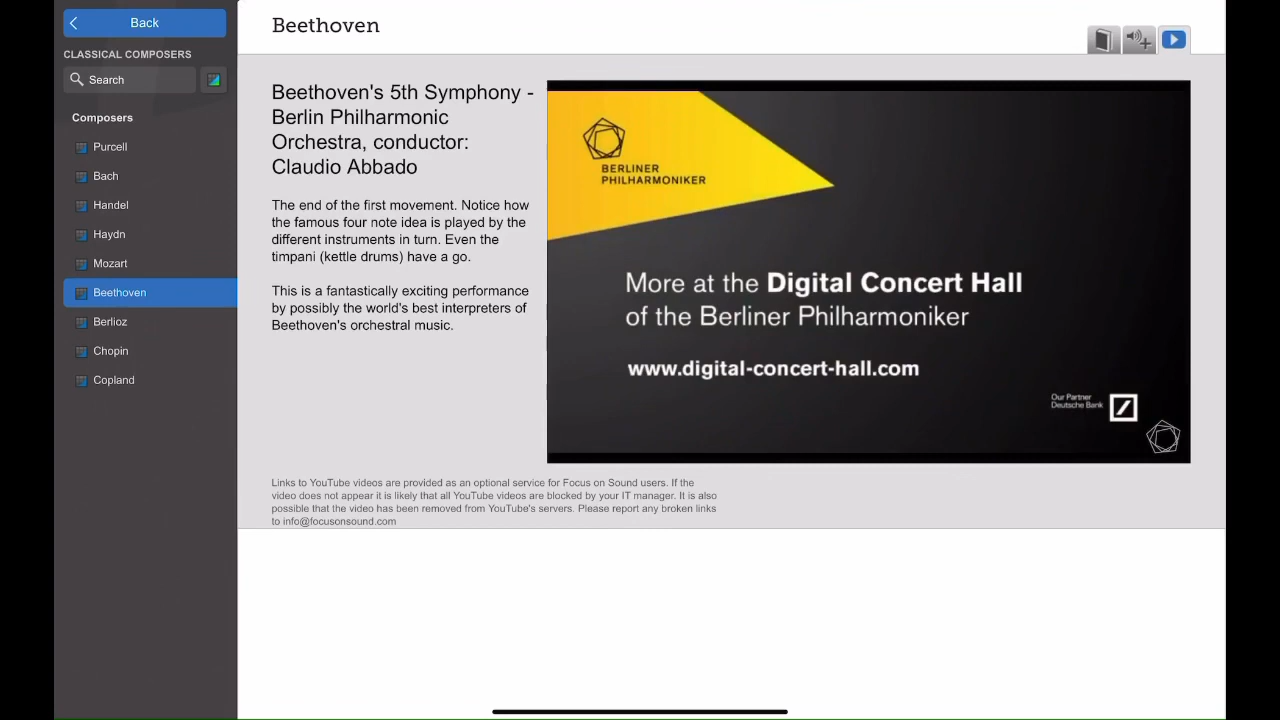 Back
CLASSICAL COMPOSERS
Search
Composers
Purcell
Bach
Handel
Haydn
Mozart
Beethoven
Berlioz
Chopin
Copland
Beethoven
Beethoven's 5th Symphony -
Berlin Philharmonic
Orchestra, conductor:
Claudio Abbado
The end of the first movement. Notice how
the famous four note idea is played by the
different instruments in turn. Even the
timpani (kettle drums) have a go.
This is a fantastically exciting performance
by possibly the world's best interpreters of
Beethoven's orchestral music.
BERLINER
PHILHARMONIKER
More at the Digital Concert Hall
of the Berliner Philharmoniker
www.digital-concert-hall.com
Our Partner
Deutsche Bank
Links to YouTube videos are provided as an optional service for Focus on Sound users. If the
video does not appear it is likely that all YouTube videos are blocked by your IT manager. It is also
possible that the video has been removed from YouTube's servers. Please report any broken links
to info@focusonsound.com